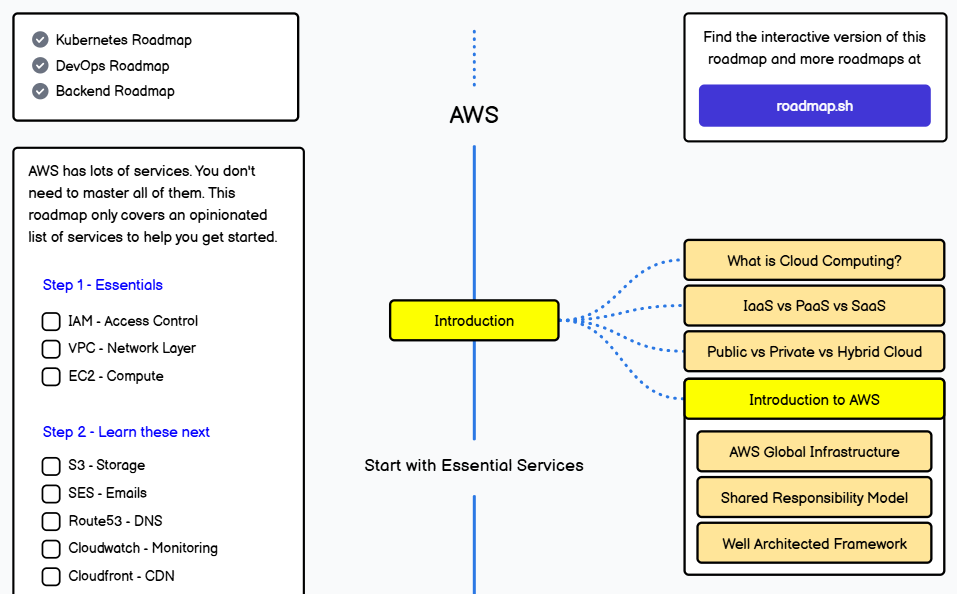 Kubernetes Roadmap
DevOps Roadmap
Backend Roadmap
AWS
Find the interactive version of this
roadmap and more roadmaps at
roadmap.sh
AWS has lots of services. You don't
need to master all of them. This
roadmap only covers an opinionated
list of services to help you get started.
Step 1 - Essentials
IAM - Access Control
VPC - Network Layer
EC2 - Compute
Step 2 - Learn these next
S3 - Storage
SES - Emails
Route53 - DNS
Cloudwatch - Monitoring
Cloudfront - CDN
Introduction
Start with Essential Services
What is Cloud Computing?
IaaS vs PaaS vs SaaS
Public vs Private vs Hybrid Cloud
Introduction to AWS
AWS Global Infrastructure
Shared Responsibility Model
Well Architected Framework